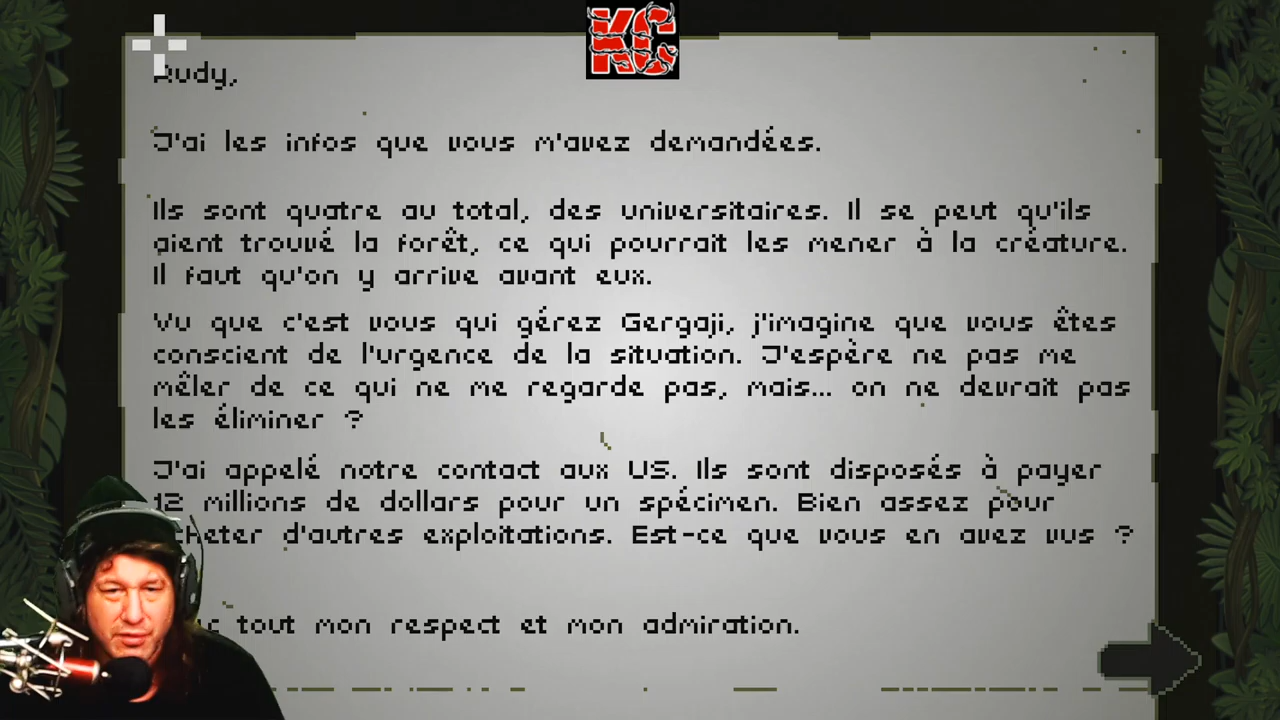 KC
Rudy,
J'ai les infos que vous m'avez demandées.
Ils sont quatre au total, des universitaires. Il se peut qu'ils
aient trouvé la forêt, ce qui pourrait les mener à la créature.
Il faut qu'on y arrive avant eux.
Vu que c'est vous qui gérez Gergaji, j'imagine que vous êtes
conscient de l'urgence de la situation. J'espère ne pas me
mêler de ce qui ne me regarde pas, mais... on ne devrait pas
les éliminer ?
J'ai appelé notre contact aux US. Ils sont disposés à payer
12 millions de dollars pour un spécimen. Bien assez pour
d'autres exploitations. Est-ce que vous en avez vus ?
tout mon respect et mon admiration.